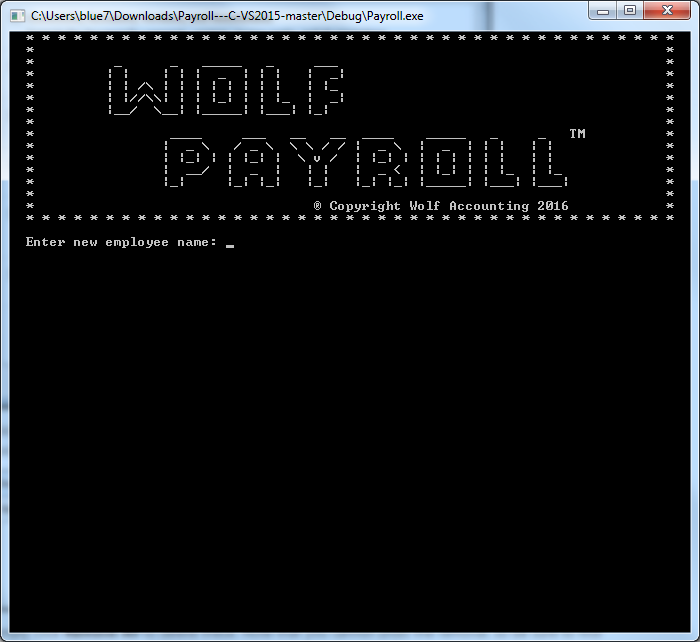 C:\Users\blue7\Downloads\Payroll---C-VS2015-master\Debug\Payroll.exe
WOLF
PAYROLL TM
® Copyright Wolf Accounting 2016
Enter new employee name: _